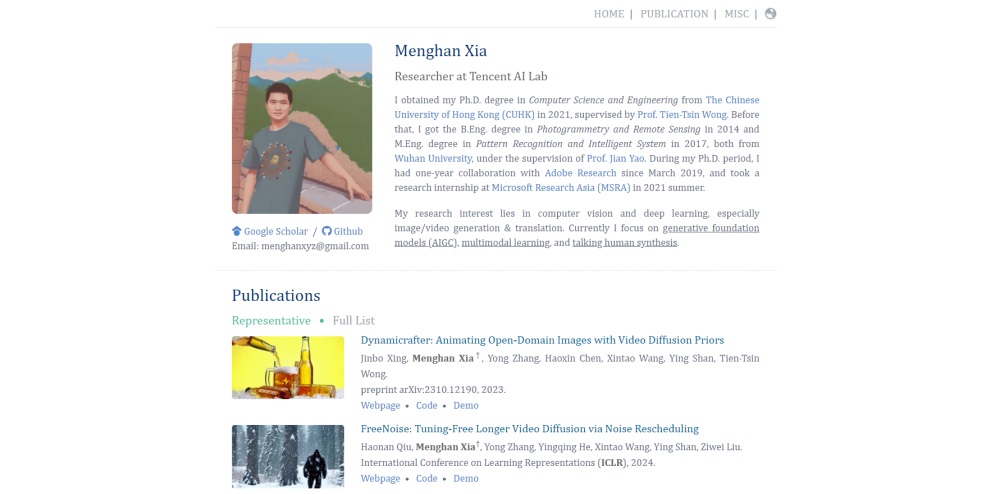 HOME | PUBLICATION | MISC |
Menghan Xia
Researcher at Tencent AI Lab
I obtained my Ph.D. degree in Computer Science and Engineering from The Chinese
University of Hong Kong (CUHK) in 2021, supervised by Prof. Tien-Tsin Wong. Before
that, I got the B.Eng. degree in Photogrammetry and Remote Sensing in 2014 and
M.Eng. degree in Pattern Recognition and Intelligent System in 2017, both from
Wuhan University, under the supervision of Prof. Jian Yao. During my Ph.D. period, I
had one-year collaboration with Adobe Research since March 2019, and took a
research internship at Microsoft Research Asia (MSRA) in 2021 summer.
My research interest lies in computer vision and deep learning, especially
image/video generation & translation. Currently I focus on generative foundation
models (AIGC), multimodal learning, and talking human synthesis.
Google Scholar / Github
Email: menghanxyz@gmail.com
Publications
Representative • Full List
Dynamicrafter: Animating Open-Domain Images with Video Diffusion Priors
Jinbo Xing, Menghan Xia†, Yong Zhang, Haoxin Chen, Xintao Wang, Ying Shan, Tien-Tsin
Wong.
preprint arXiv:2310.12190, 2023.
Webpage • Code • Demo
FreeNoise: Tuning-Free Longer Video Diffusion via Noise Rescheduling
Haonan Qiu, Menghan Xia†, Yong Zhang, Yingqing He, Xintao Wang, Ying Shan, Ziwei Liu.
International Conference on Learning Representations (ICLR), 2024.
Webpage • Code • Demo